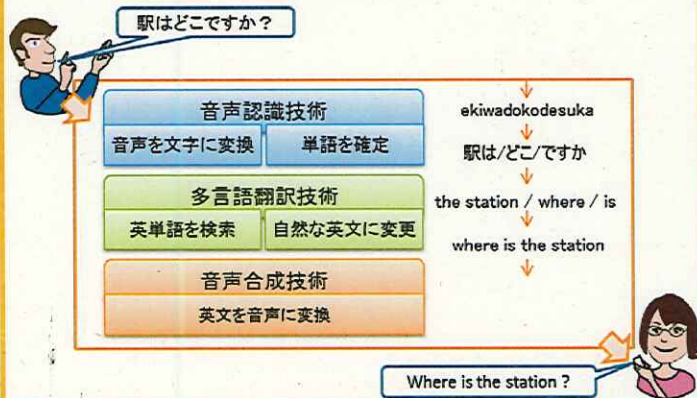 駅はどこですか？
音声認識技術
音声を文字に変換
単語を確定
多言語翻訳技術
英単語を検索
自然な英文に変更
音声合成技術
英文を音声に変換
ekiwadokodesuka
駅は/どこ/ですか
the station / where / is
where is the station
Where is the station ?